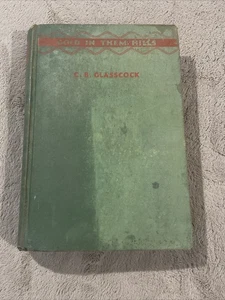 GOLD IN THEM HILLS
C. B. GLASSCOCK